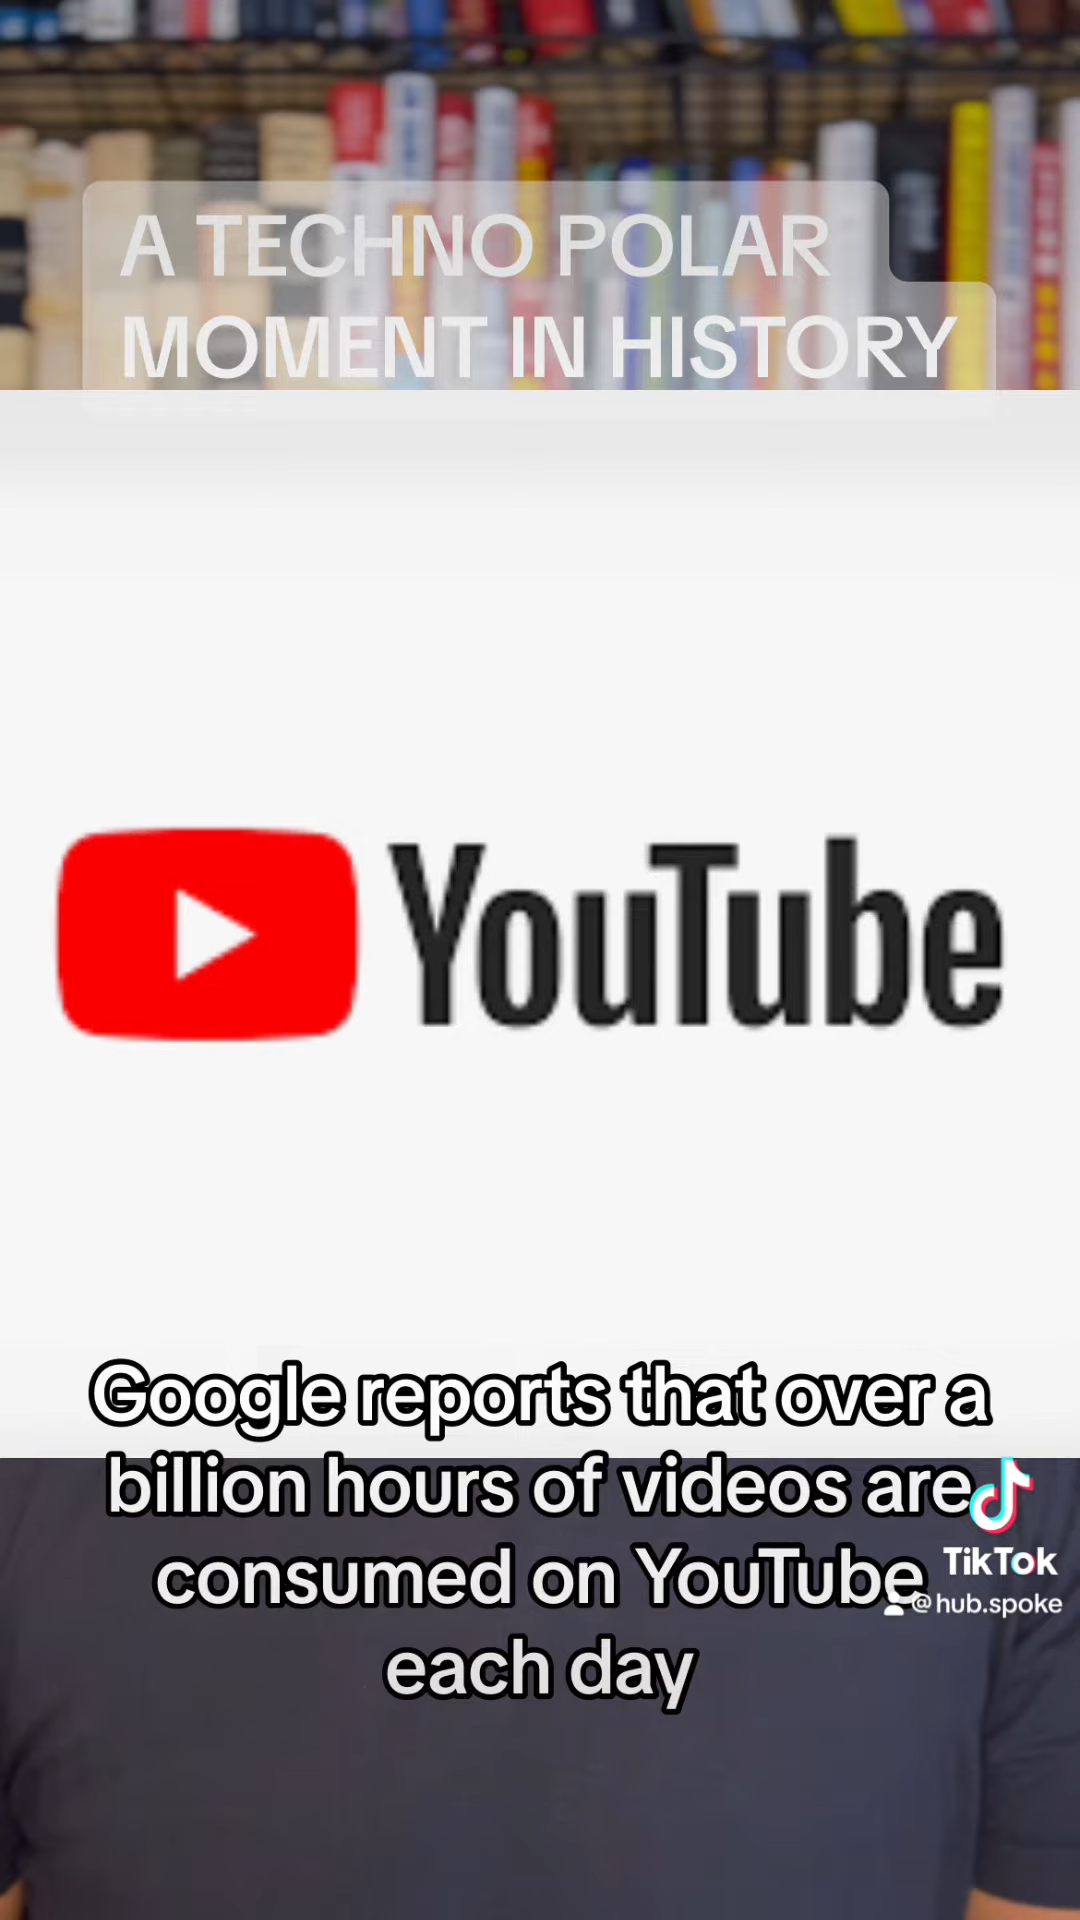 A TECHNO POLAR
MOMENT IN HISTORY
YouTube
Google reports that over a
billion hours of videos are
consumed on YouTube
each day
TikTok
@hub.spoke